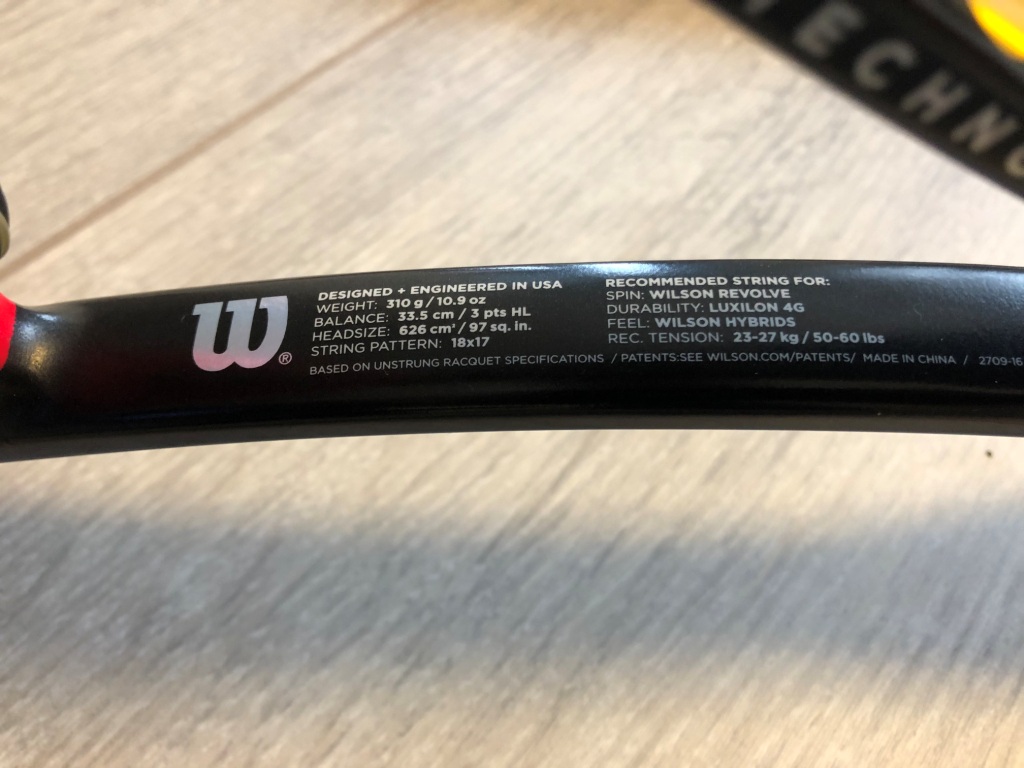 ECHNO
W®
DESIGNED + ENGINEERED IN USA
WEIGHT: 310 g / 10.9 oz
BALANCE: 33.5 cm / 3 pts HL
HEADSIZE: 626 cm² / 97 sq. in.
STRING PATTERN: 18x17
RECOMMENDED STRING FOR:
SPIN: WILSON REVOLVE
DURABILITY: LUXILON 4G
FEEL: WILSON HYBRIDS
REC. TENSION: 23-27 kg / 50-60 lbs
BASED ON UNSTRUNG RACQUET SPECIFICATIONS / PATENTS:SEE WILSON.COM/PATENTS/ MADE IN CHINA / 2709-16